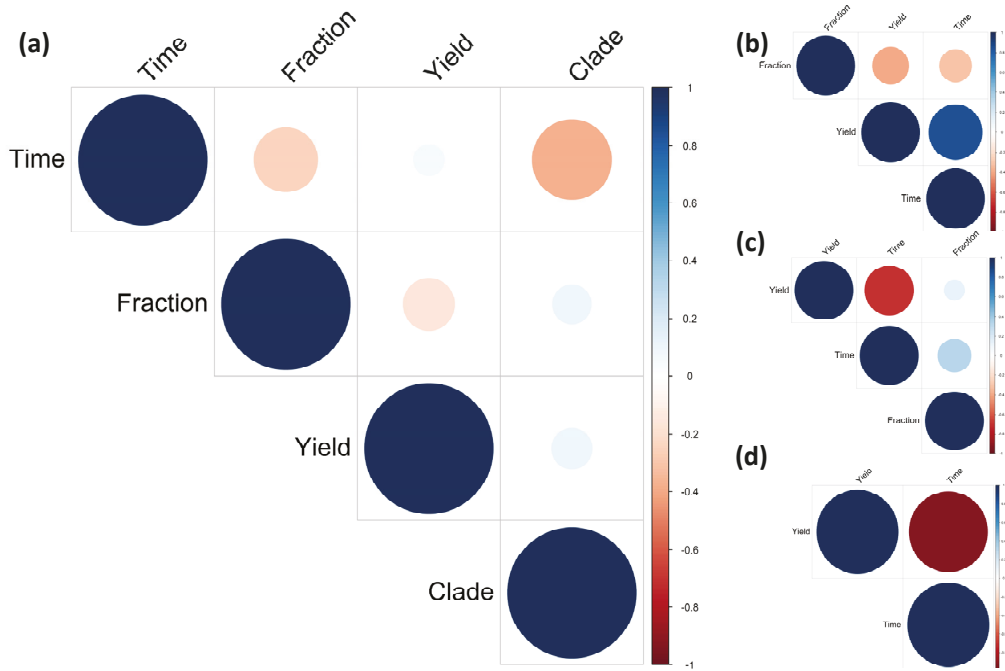 (a)
Time
Fraction
Yield
Clade
Time
Fraction
Yield
Clade
1
0.8
0.6
0.4
0.2
0
-0.2
-0.4
-0.6
-0.8
-1
(b)
Fraction
Yield
Time
Fraction
Yield
Time
(c)
Yield
Time
Fraction
Yield
Time
Fraction
(d)
Yield
Time
Yield
Time